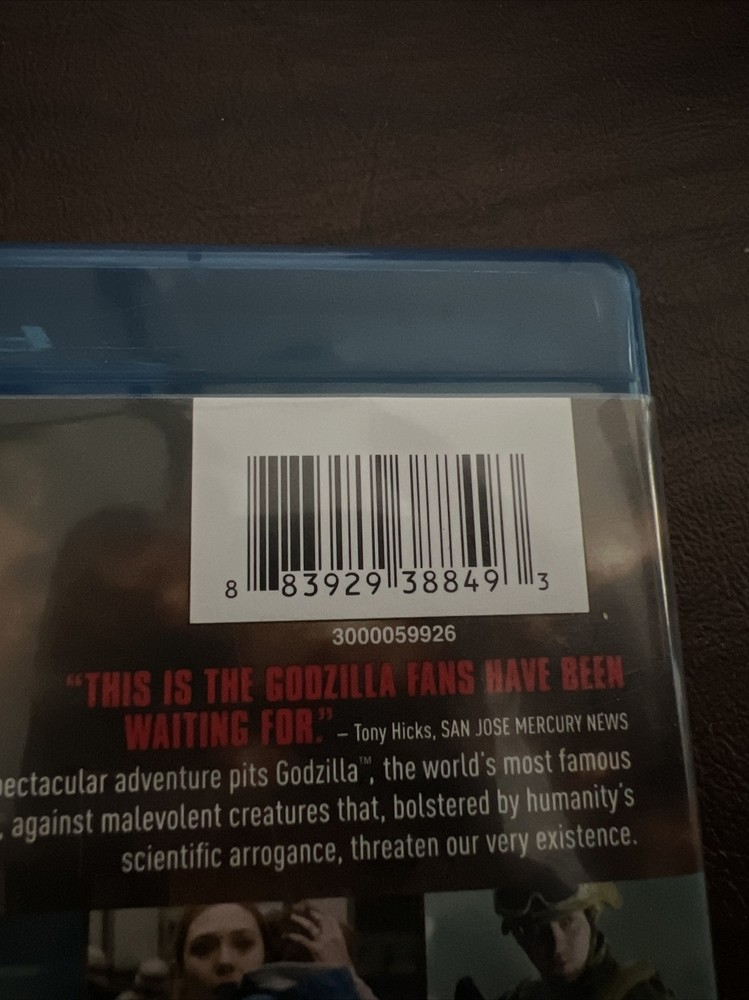 8 83929 38849 3
3000059926
“THIS IS THE GODZILLA FANS HAVE BEEN
WAITING FOR.” – Tony Hicks, SAN JOSE MERCURY NEWS
adventure pits Godzilla™, the world's most famous
, against malevolent creatures that, bolstered by humanity's
scientific arrogance, threaten our very existence.